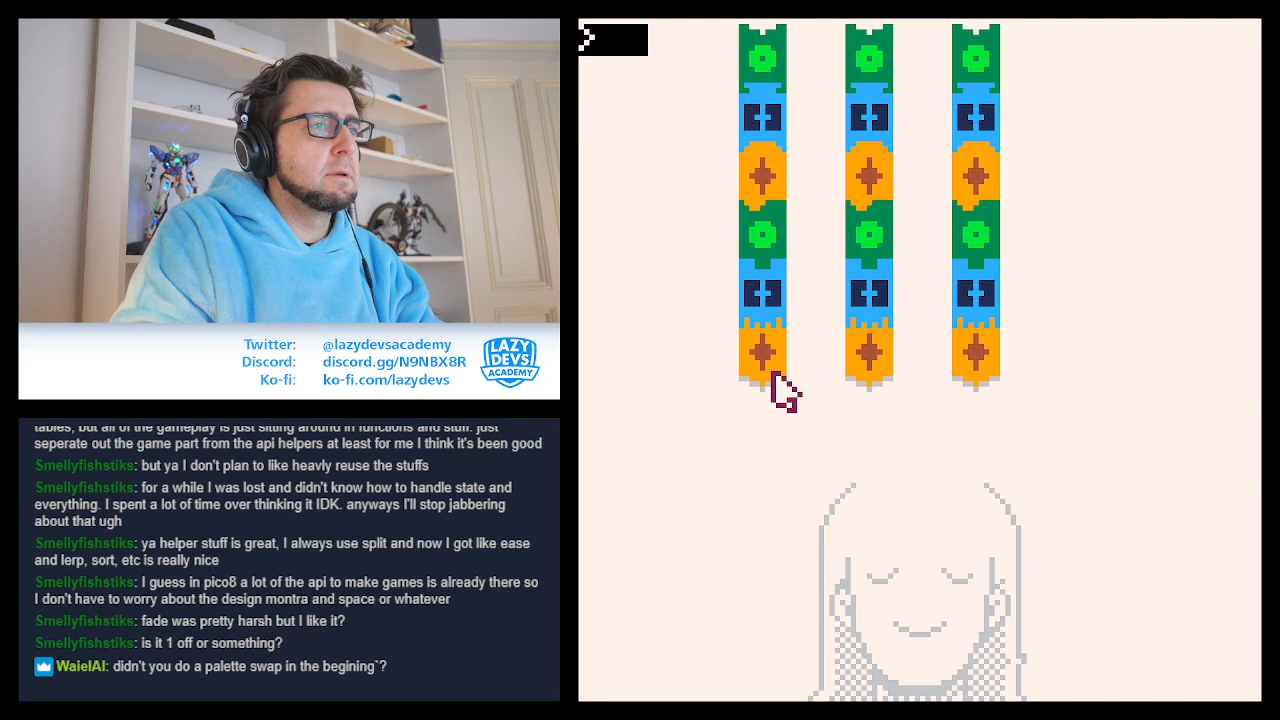 Twitter: @lazydevsacademy
Discord: discord.gg/N9NBX8R
Ko-fi: ko-fi.com/lazydevs
LAZY
DEVS
ACADEMY
tables, but all of the gameplay is just sitting around in functions and stuff. just
seperate out the game part from the api helpers at least for me I think it's been good
Smellyfishstiks: but ya I don't plan to like heavly reuse the stuffs
Smellyfishstiks: for a while I was lost and didn't know how to handle state and
everything. I spent a lot of time over thinking it IDK. anyways I'll stop jabbering
about that ugh
Smellyfishstiks: ya helper stuff is great, I always use split and now I got like ease
and lerp, sort, etc is really nice
Smellyfishstiks: I guess in pico8 a lot of the api to make games is already there so
I don't have to worry about the design montra and space or whatever
Smellyfishstiks: fade was pretty harsh but I like it?
Smellyfishstiks: is it 1 off or something?
WaielAl: didn't you do a palette swap in the begining`?